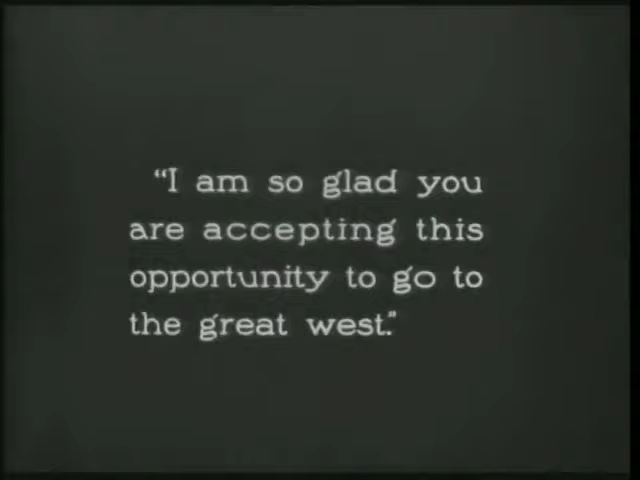 “I am so glad you
are accepting this
opportunity to go to
the great west.”